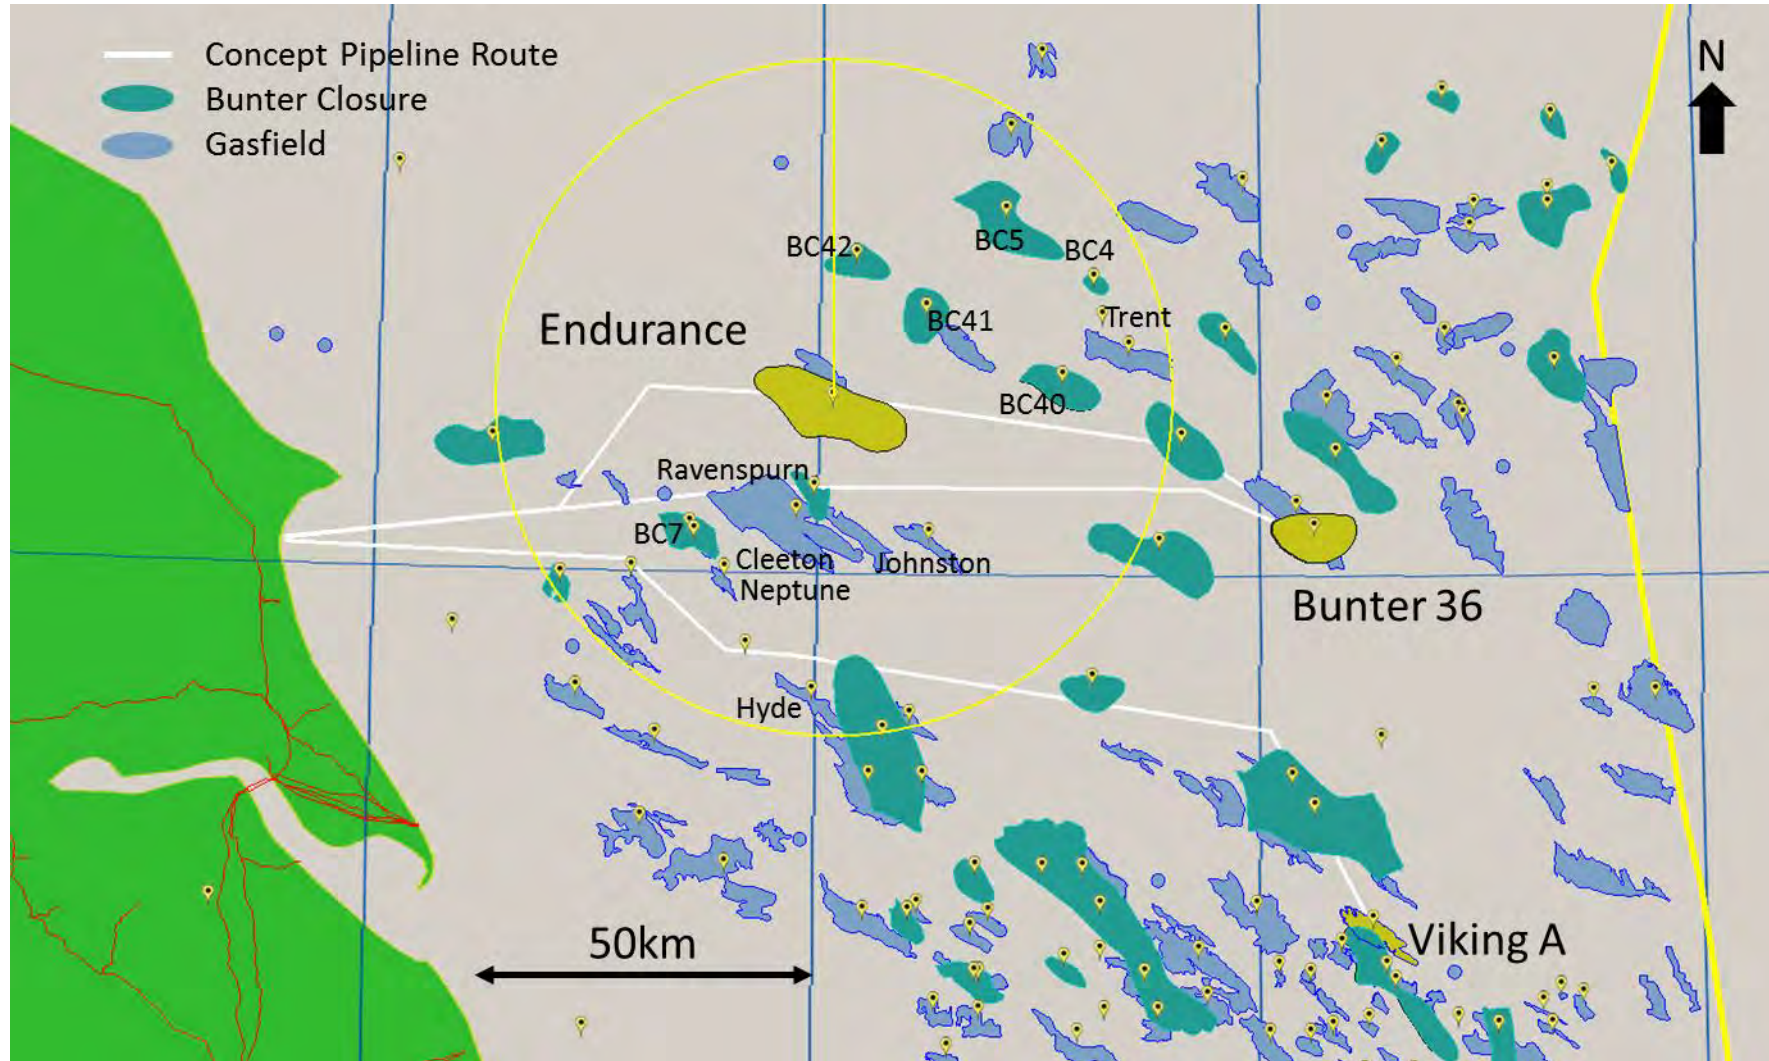 Concept Pipeline Route
Bunter Closure
Gasfield
N
BC42
BC5
BC4
Endurance
BC41
Trent
BC40
Ravenspurn
BC7
Cleeton
Johnston
Neptune
Bunter 36
Hyde
50km
Viking A